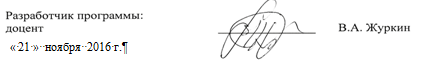 Разработчик программы:
доцент В.А. Журкин
«·21·»··ноября··2016·г.¶